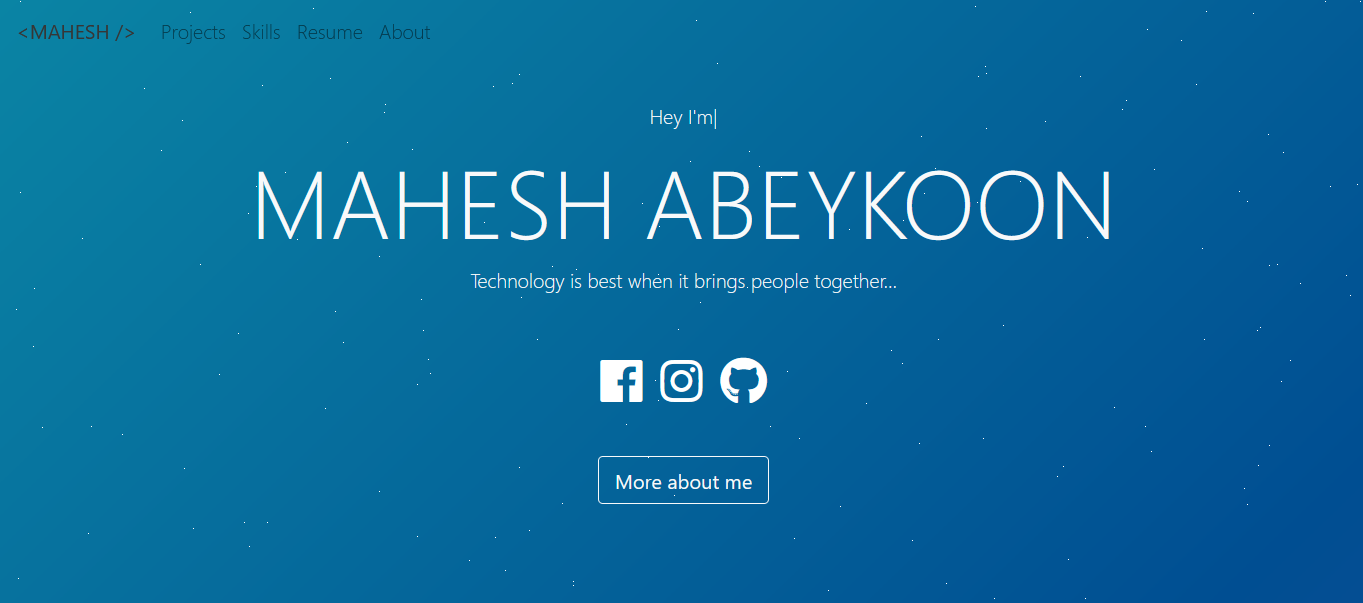 <MAHESH /> Projects Skills Resume About
Hey I'm|
MAHESH ABEYKOON
Technology is best when it brings people together...
More about me